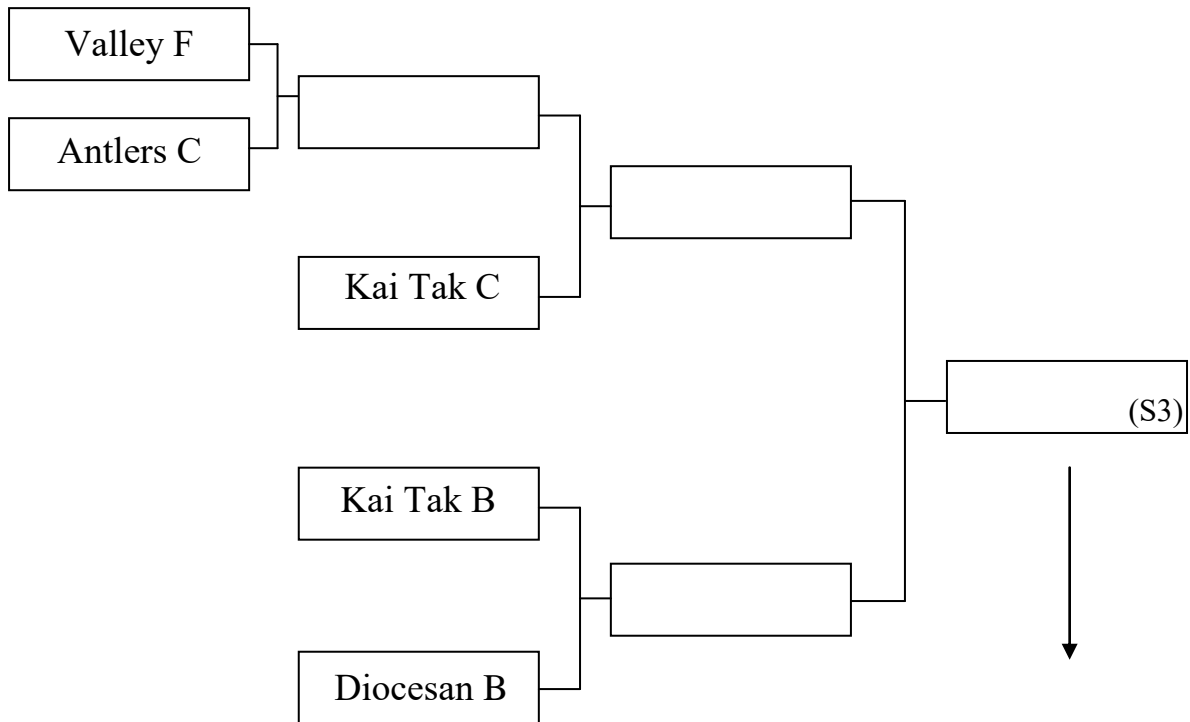 Valley F
Antlers C
Kai Tak C
(S3)
Kai Tak B
Diocesan B